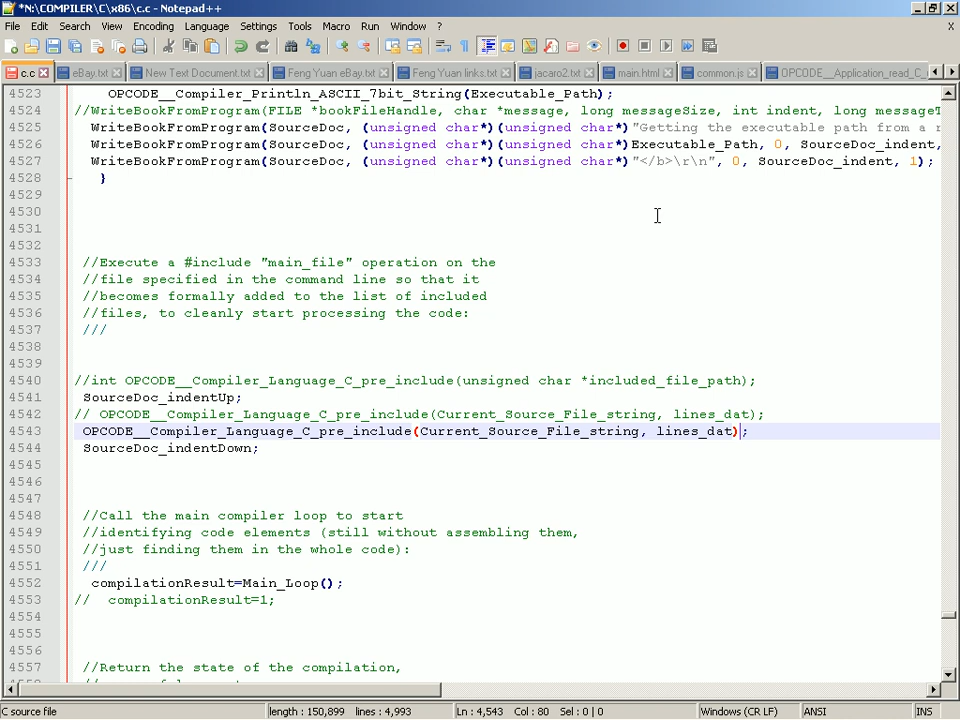 *N:\COMPILER\C\x86\c.c - Notepad++
File Edit Search View Encoding Language Settings Tools Macro Run Window ?
X
c.c eBay.txt New Text Document.txt Feng Yuan eBay.txt Feng Yuan links.txt jacaro2.txt main.html common.js OPCODE__Application_read_C_
4523 OPCODE__Compiler_Println_ASCII_7bit_String(Executable_Path);
4524 //WriteBookFromProgram(FILE *bookFileHandle, char *message, long messageSize, int indent, long messageT
4525 WriteBookFromProgram(SourceDoc, (unsigned char*)(unsigned char*)"Getting the executable path from a r
4526 WriteBookFromProgram(SourceDoc, (unsigned char*)(unsigned char*)Executable_Path, 0, SourceDoc_indent,
4527 WriteBookFromProgram(SourceDoc, (unsigned char*)(unsigned char*)"</b>\r\n", 0, SourceDoc_indent, 1);
4528 }
4529
4530
4531
4532
4533 //Execute a #include "main_file" operation on the
4534 //file specified in the command line so that it
4535 //becomes formally added to the list of included
4536 //files, to cleanly start processing the code:
4537 ///
4538
4539
4540 //int OPCODE__Compiler_Language_C_pre_include(unsigned char *included_file_path);
4541 SourceDoc_indentUp;
4542 // OPCODE__Compiler_Language_C_pre_include(Current_Source_File_string, lines_dat);
4543 OPCODE__Compiler_Language_C_pre_include(Current_Source_File_string, lines_dat);
4544 SourceDoc_indentDown;
4545
4546
4547
4548 //Call the main compiler loop to start
4549 //identifying code elements (still without assembling them,
4550 //just finding them in the whole code):
4551 ///
4552 compilationResult=Main_Loop();
4553 // compilationResult=1;
4554
4555
4556
4557 //Return the state of the compilation,
C source file length : 150,899 lines : 4,993 Ln : 4,543 Col : 80 Sel : 0 | 0 Windows (CR LF) ANSI INS